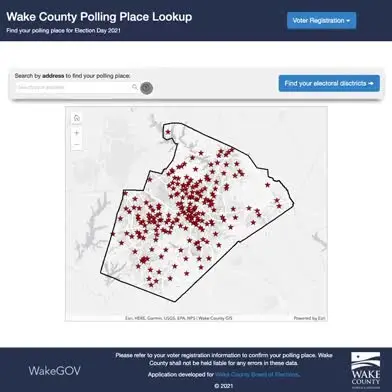 Wake County Polling Place Lookup
Find your polling place for Election Day 2021
Voter Registration
Search by address to find your polling place:
Find your electoral disctricts ➔
+
−
Esri, HERE, Garmin, USGS, EPA, NPS | Wake County GIS
Powered by Esri
Please refer to your voter registration information to confirm your polling place. Wake
County shall not be held liable for any errors in these data.
WakeGOV
Application developed for Wake County Board of Elections.
© 2021
WAKE
COUNTY
NORTH CAROLINA